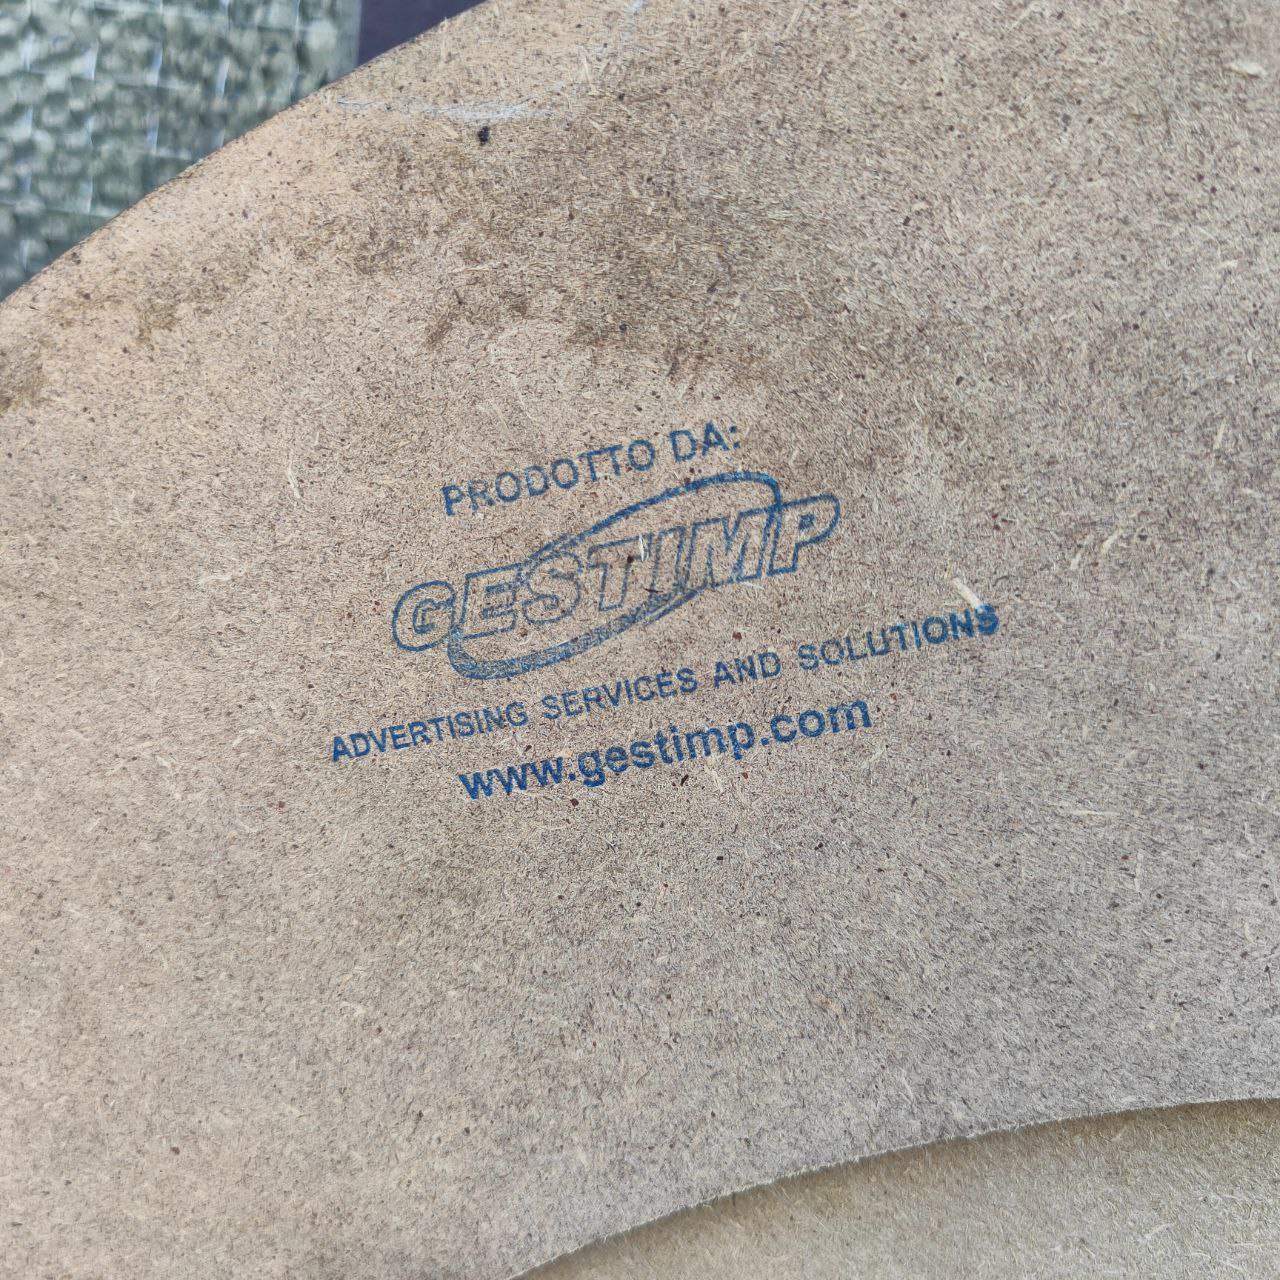 PRODOTTO DA:
GESTIMP
ADVERTISING SERVICES AND SOLUTIONS
www.gestimp.com